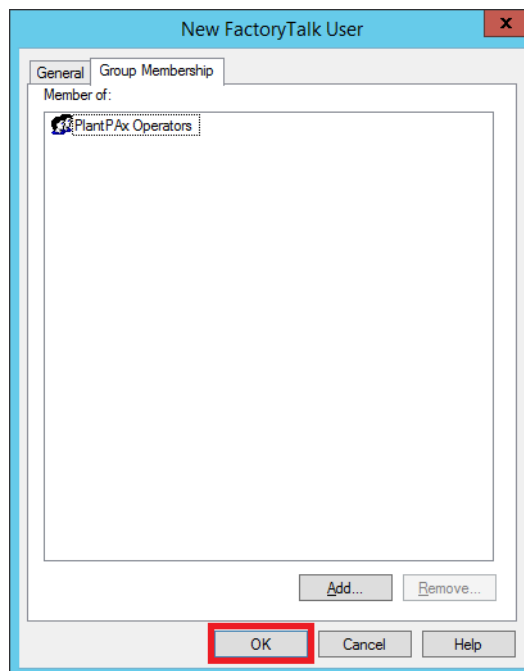 New FactoryTalk User
x
General Group Membership
Member of:
PlantPAx Operators
Add... Remove...
OK Cancel Help